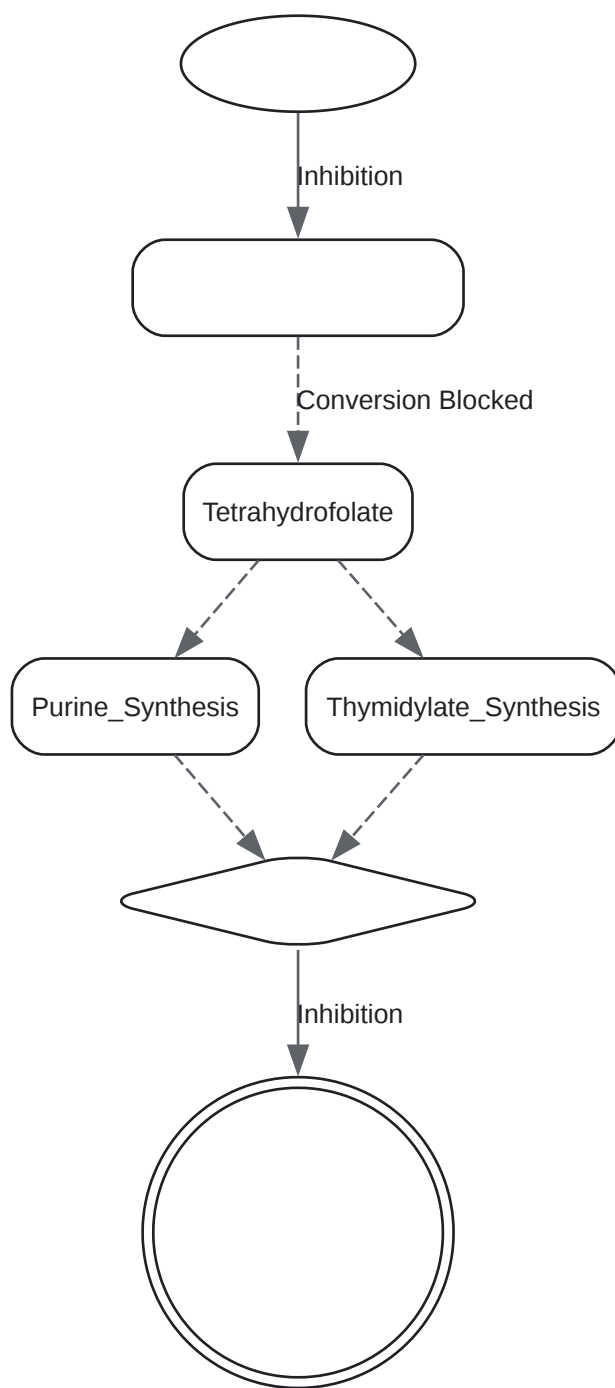 Inhibition
Conversion Blocked
Tetrahydrofolate
Purine_Synthesis
Thymidylate_Synthesis
Inhibition